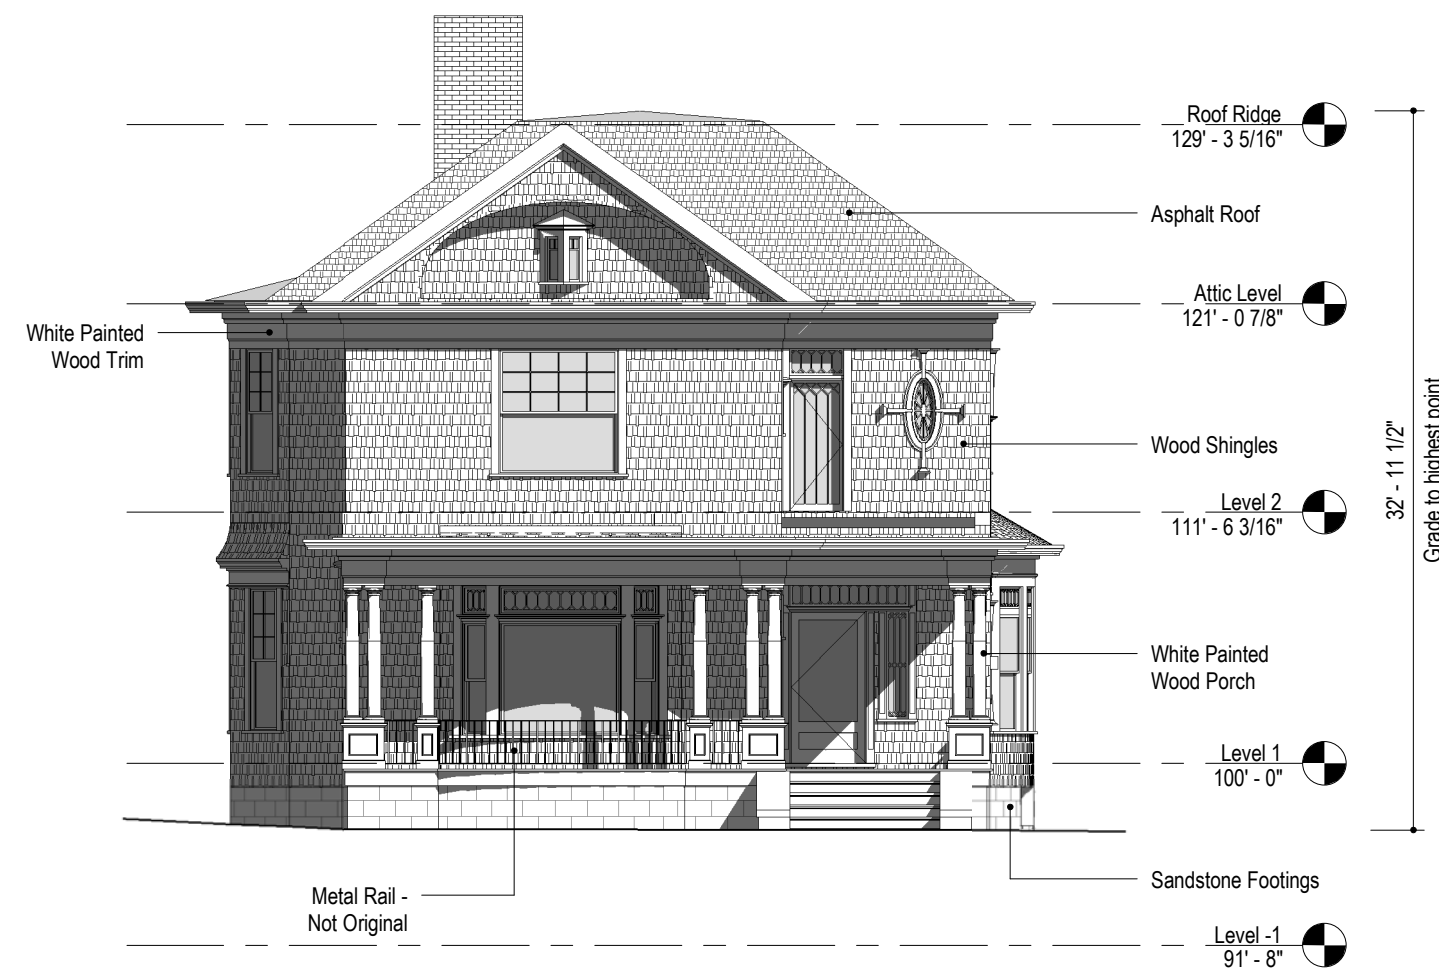 Roof Ridge
129' - 3 5/16"
Asphalt Roof
Attic Level
121' - 0 7/8"
White Painted
Wood Trim
Wood Shingles
Level 2
111' - 6 3/16"
32' - 11 1/2"
Grade to highest point
White Painted
Wood Porch
Level 1
100' - 0"
Sandstone Footings
Metal Rail -
Not Original
Level -1
91' - 8"